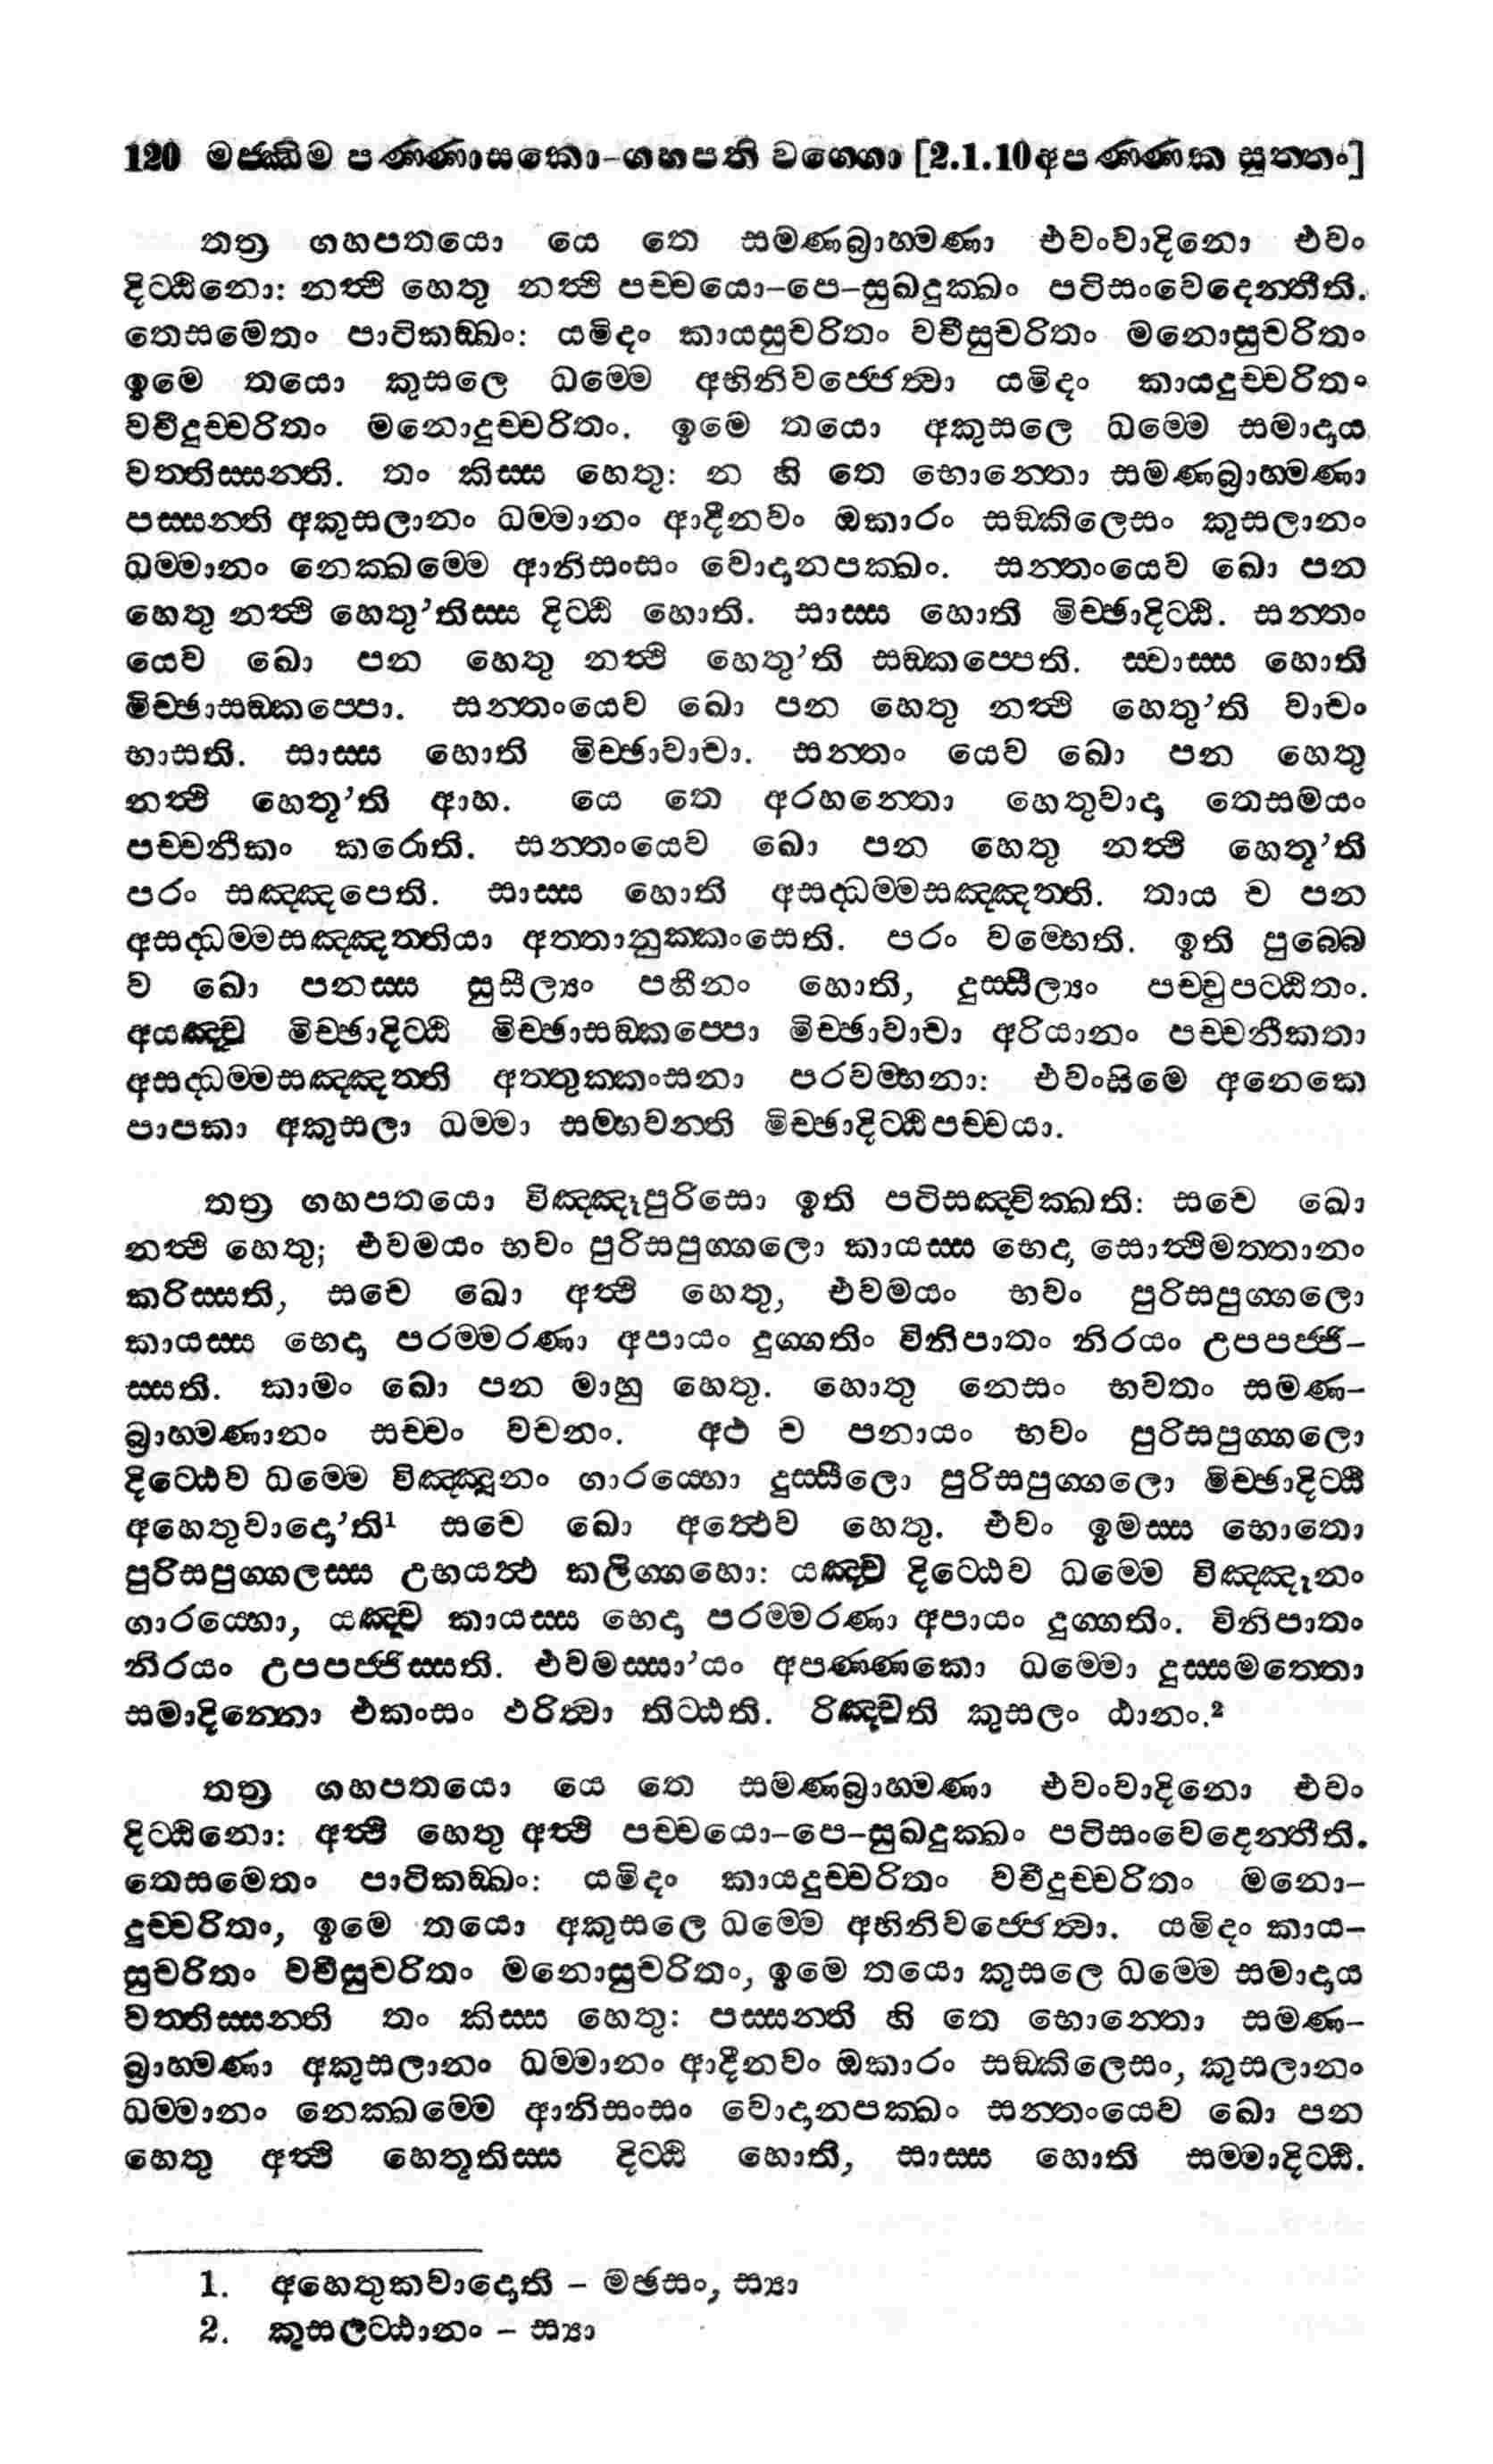 120 මජ්ඣිම පණ්ණාසකො-ගහපති වග්ගො [2.1.10අපණ්ණක සුත්තං]
තත්‍ර ගහපතයො යෙ තෙ සමණබ්‍රාහ්මණා එවංවාදිනො එවං
දිට්ඨිනො: නත්ථි හෙතු නත්ථි පච්චයො-පෙ-සුඛදුක්ඛං පටිසංවෙදෙන්තීති.
තෙසමෙතං පාටිකඞ්ඛං: යමිදං කායසුචරිතං වචීසුචරිතං මනොසුචරිතං
ඉමෙ තයො කුසලෙ ධම්මෙ අභිනිවජ්ජෙත්‍වා යමිදං කායදුච්චරිතං
වචීදුච්චරිතං මනොදුච්චරිතං. ඉමෙ තයො අකුසලෙ ධම්මෙ සමාදාය
වත්තිස්සන්ති. තං කිස්ස හෙතු: න හි තෙ භොන්තො සමණබ්‍රාහ්මණා
පස්සන්ති අකුසලානං ධම්මානං ආදීනවං ඔකාරං සඞ්කිලෙසං කුසලානං
ධම්මානං නෙක්ඛම්මෙ ආනිසංසං වොදානපක්ඛං. සන්තංයෙව ඛො පන
හෙතු නත්ථි හෙතු’තිස්ස දිට්ඨි හොති. සාස්ස හොති මිච්ඡාදිට්ඨි. සන්තං
යෙව ඛො පන හෙතු නත්ථි හෙතු’ති සඞ්කප්පෙති. ස්වාස්ස හොති
මිච්ඡාසඞ්කප්පො. සන්තංයෙව ඛො පන හෙතු නත්ථි හෙතු’ති වාචං
භාසති. සාස්ස හොති මිච්ඡාවාචා. සන්තං යෙව ඛො පන හෙතු
නත්ථි හෙතූ’ති ආහ. යෙ තෙ අරහන්තො හෙතුවාදා තෙසමයං
පච්චනීකං කරොති. සන්තංයෙව ඛො පන හෙතු නත්ථි හෙතූ’ති
පරං සඤ්ඤපෙති. සාස්ස හොති අසද්ධම්මසඤ්ඤත්ති. තාය ච පන
අසද්ධම්මසඤ්ඤත්තියා අත්තානුක්කංසෙති. පරං වම්භෙති. ඉති පුබ්බෙ
ව ඛො පනස්ස සුසීල්‍යං පහීනං හොති, දුස්සීල්‍යං පච්චුපට්ඨිතං.
අයඤ්ච මිච්ඡාදිට්ඨි මිච්ඡාසඞ්කප්පො මිච්ඡාවාචා අරියානං පච්චනීකතා
අසද්ධම්මසඤ්ඤත්ති අත්තුක්කංසනා පරවම්භනා: එවංසිමෙ අනෙකෙ
පාපකා අකුසලා ධම්මා සම්භවන්ති මිච්ඡාදිට්ඨිපච්චයා.
තත්‍ර ගහපතයො විඤ්ඤූපුරිසො ඉති පටිසඤ්චික්ඛති: සචෙ ඛො
නත්ථි හෙතු; එවමයං භවං පුරිසපුග්ගලො කායස්ස භෙදා සොත්ථිමත්තානං
කරිස්සති, සචෙ ඛො අත්ථි හෙතු, එවමයං භවං පුරිසපුග්ගලො
කායස්ස භෙදා පරම්මරණා අපායං දුග්ගතිං විනිපාතං නිරයං උපපජ්ජි-
ස්සති. කාමං ඛො පන මාහු හෙතු. හොතු නෙසං භවතං සමණ-
බ්‍රාහ්මණානං සච්චං වචනං. අථ ච පනායං භවං පුරිසපුග්ගලො
දිට්ඨෙව ධම්මෙ විඤ්ඤූනං ගාරය්හො දුස්සීලො පුරිසපුග්ගලො මිච්ඡාදිට්ඨී
අහෙතුවාදො’ති¹ සචෙ ඛො අත්ථෙව හෙතු. එවං ඉමස්ස භොතො
පුරිසපුග්ගලස්ස උභයත්ථ කලිග්ගහො: යඤ්ච දිට්ඨෙව ධම්මෙ විඤ්ඤූනං
ගාරය්හො, යඤ්ච කායස්ස භෙදා පරම්මරණා අපායං දුග්ගතිං. විනිපාතං
නිරයං උපපජ්ජිස්සති. එවමස්සා’යං අපණ්ණකො ධම්මො දුස්සමත්තො
සමාදින්නො එකංසං ඵරිත්‍වා තිට්ඨති. රිඤ්චති කුසලං ඨානං.²
තත්‍ර ගහපතයො යෙ තෙ සමණබ්‍රාහ්මණා එවංවාදිනො එවං
දිට්ඨිනො: අත්ථි හෙතු අත්ථි පච්චයො-පෙ-සුඛදුක්ඛං පටිසංවෙදෙන්තීති.
තෙසමෙතං පාටිකඞ්ඛං: යමිදං කායදුච්චරිතං වචීදුච්චරිතං මනො-
දුච්චරිතං, ඉමෙ තයො අකුසලෙ ධම්මෙ අභිනිවජ්ජෙත්‍වා. යමිදං කාය-
සුචරිතං වචීසුචරිතං මනොසුචරිතං, ඉමෙ තයො කුසලෙ ධම්මෙ සමාදාය
වත්තිස්සන්ති තං කිස්ස හෙතු: පස්සන්ති හි තෙ භොන්තො සමණ-
බ්‍රාහ්මණා අකුසලානං ධම්මානං ආදීනවං ඔකාරං සඞ්කිලෙසං, කුසලානං
ධම්මානං නෙක්ඛම්මෙ ආනිසංසං වොදානපක්ඛං සන්තංයෙව ඛො පන
හෙතු අත්ථි හෙතූතිස්ස දිට්ඨි හොති, සාස්ස හොති සම්මාදිට්ඨි.
1. අහෙතුකවාදොති – මඡසං, ස්‍යා
2. කුසලට්ඨානං – ස්‍යා